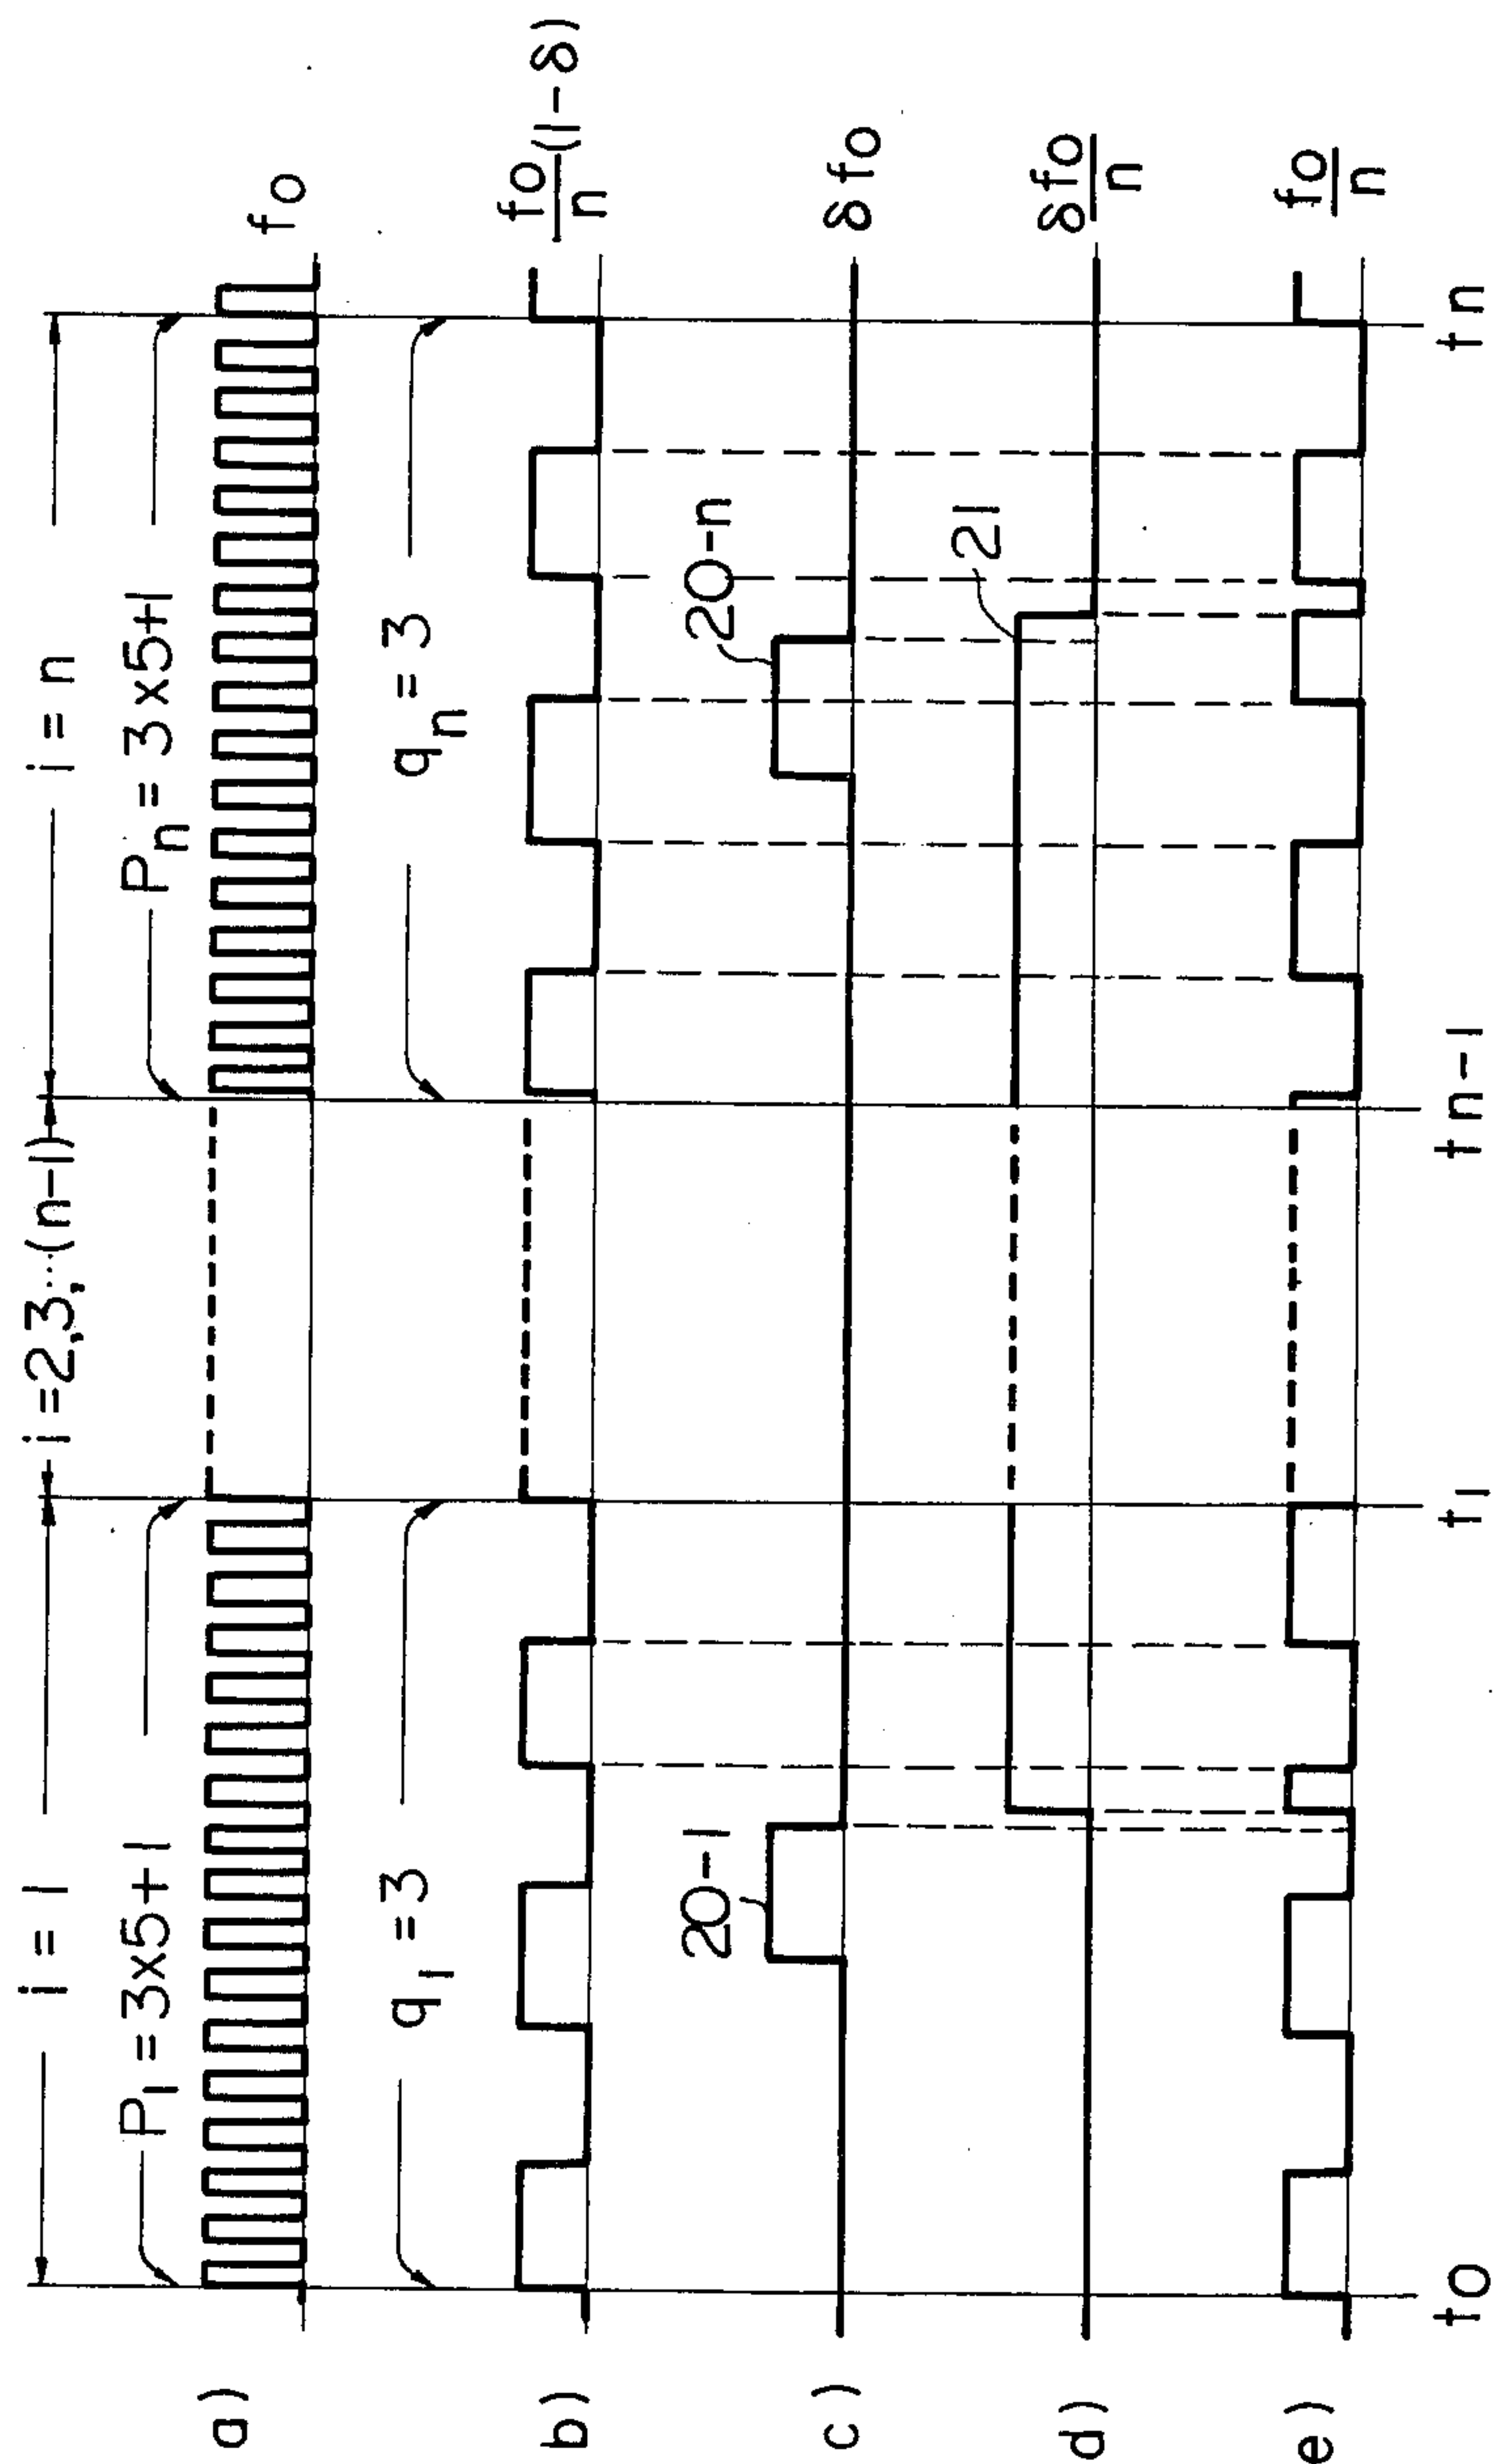 i = 1
i = 2,3,...(n-1)
i = n
P1 = 3x5+1
Pn = 3x5+1
a)
fo
q1 = 3
qn = 3
b)
fo/n (1-δ)
20-1
20-n
c)
δ fo
21
d)
δfo/n
e)
fo/n
to
t1
tn-1
tn